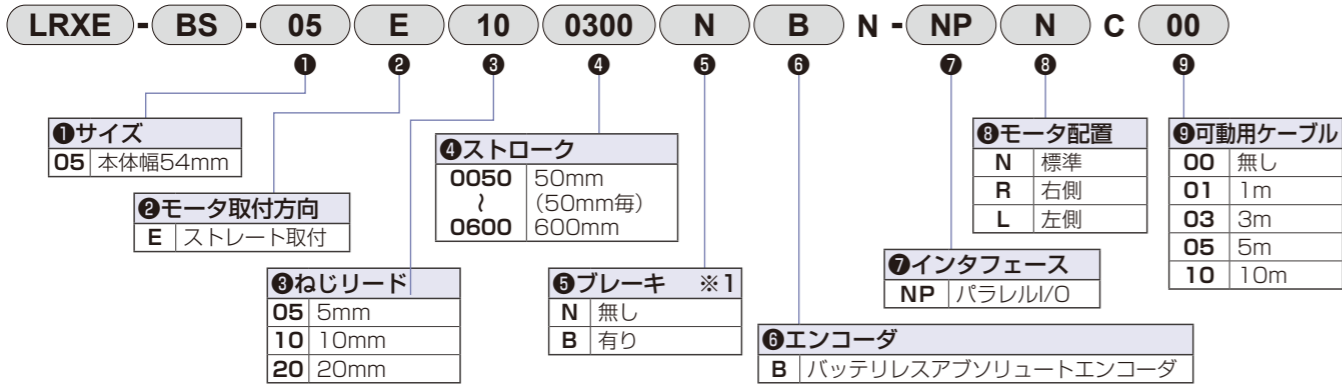 LRXE - BS - 05 E 10 0300 N B N - NP N C 00
❶ ❷ ❸ ❹ ❺ ❻ ❼ ❽ ❾
❶サイズ
05 本体幅54mm
❷モータ取付方向
E ストレート取付
❸ねじリード
05 5mm
10 10mm
20 20mm
❹ストローク
0050 50mm
〜 (50mm毎)
0600 600mm
❺ブレーキ ※1
N 無し
B 有り
❻エンコーダ
B バッテリレスアブソリュートエンコーダ
❼インタフェース
NP パラレルI/O
❽モータ配置
N 標準
R 右側
L 左側
❾可動用ケーブル
00 無し
01 1m
03 3m
05 5m
10 10m